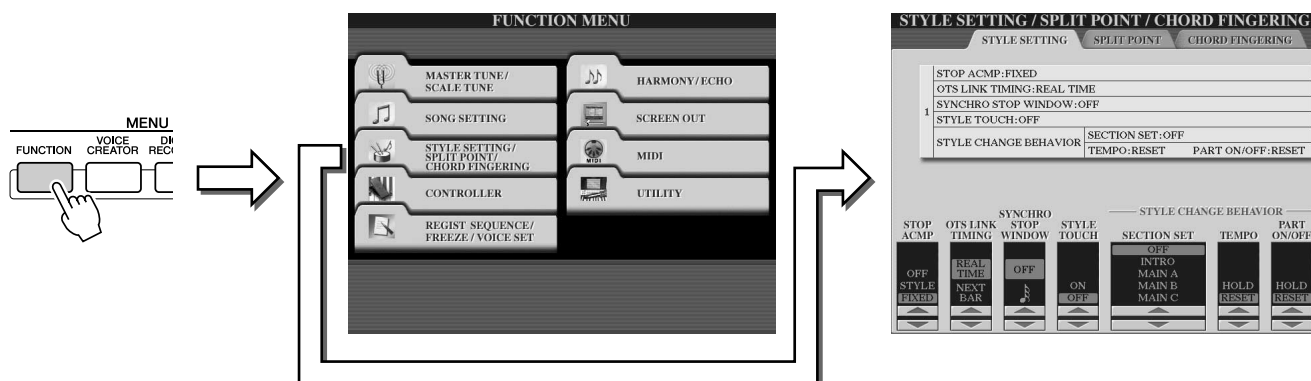 MENU
FUNCTION
VOICE
CREATOR
FUNCTION MENU
MASTER TUNE/
SCALE TUNE
SONG SETTING
STYLE SETTING/
SPLIT POINT/
CHORD FINGERING
CONTROLLER
REGIST SEQUENCE/
FREEZE / VOICE SET
HARMONY/ECHO
SCREEN OUT
MIDI
MIDI
UTILITY
STYLE SETTING / SPLIT POINT / CHORD FINGERING
STYLE SETTING SPLIT POINT CHORD FINGERING
1
STOP ACMP:FIXED
OTS LINK TIMING:REAL TIME
SYNCHRO STOP WINDOW:OFF
STYLE TOUCH:OFF
STYLE CHANGE BEHAVIOR
SECTION SET:OFF
TEMPO:RESET PART ON/OFF:RESET
STYLE CHANGE BEHAVIOR
STOP
ACMP
OTS LINK
TIMING
SYNCHRO
STOP
WINDOW
STYLE
TOUCH
SECTION SET
TEMPO
PART
ON/OFF
OFF
STYLE
FIXED
REAL
TIME
NEXT
BAR
OFF
ON
OFF
OFF
INTRO
MAIN A
MAIN B
MAIN C
HOLD
RESET
HOLD
RESET